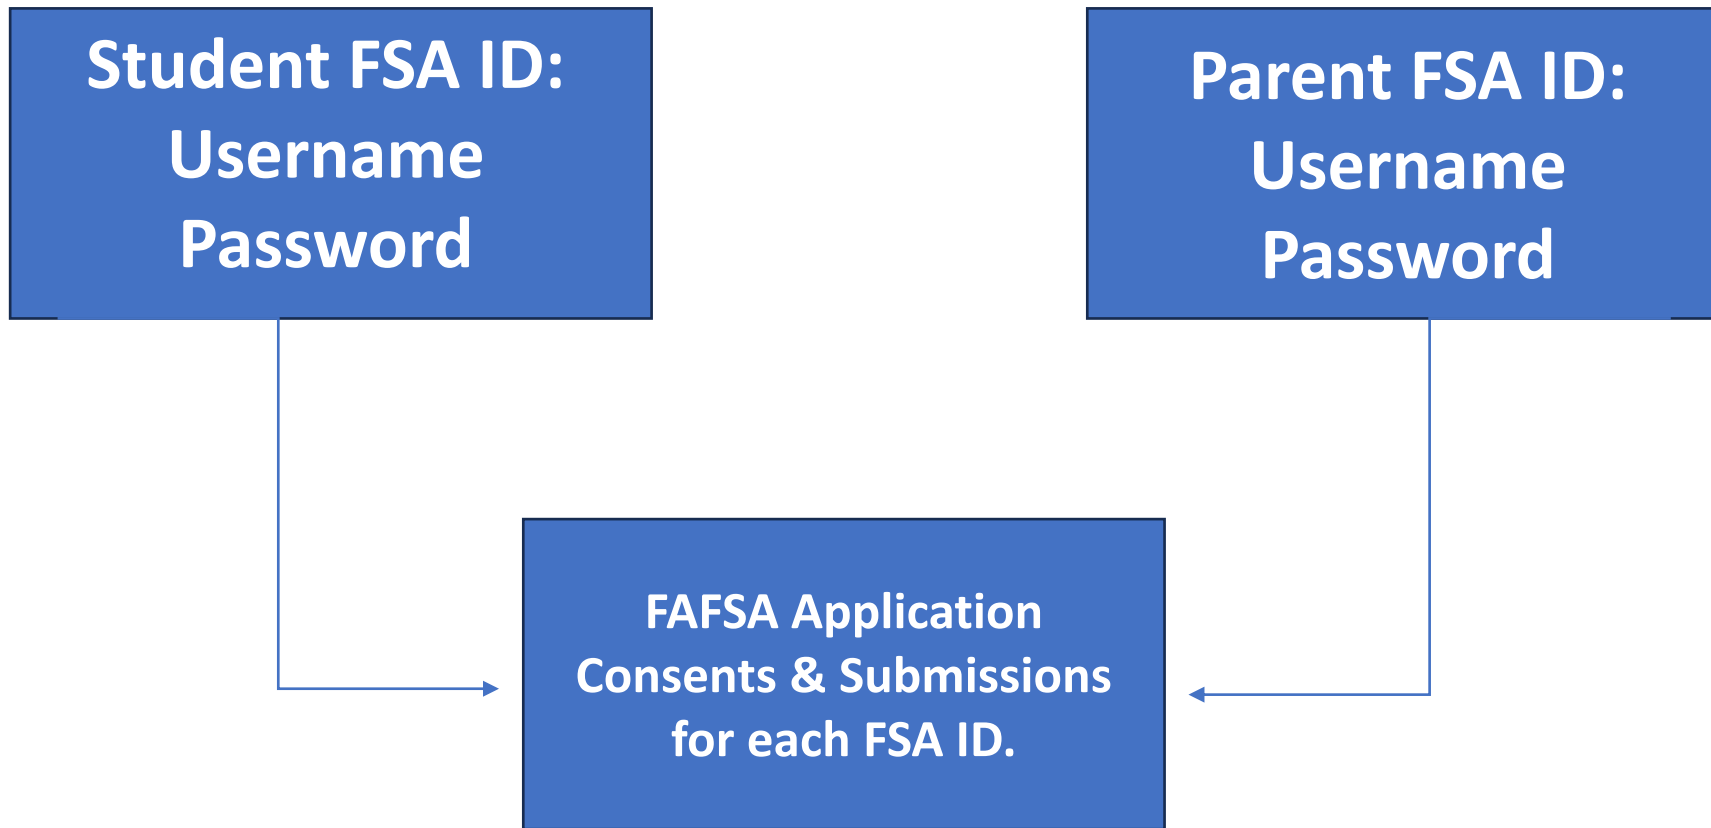 Student FSA ID:
Username
Password
Parent FSA ID:
Username
Password
FAFSA Application
Consents & Submissions
for each FSA ID.